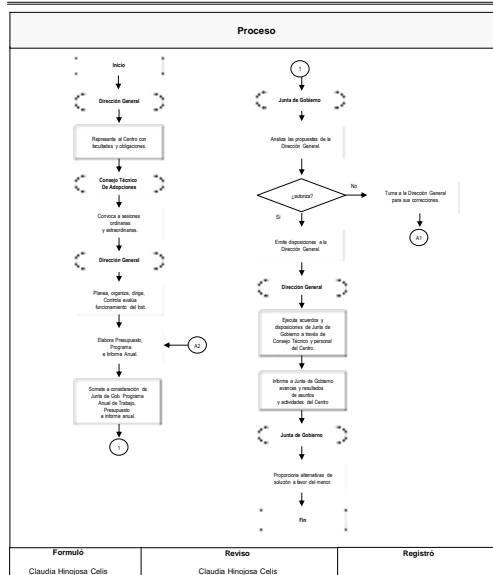 Proceso
Inicio
Dirección General
Representa al Centro con
facultades y obligaciones.
Consejo Técnico
De Adopciones
Convoca a sesiones
ordinarias
y extraordinarias.
Dirección General
Planea, organiza, dirige,
Controla evalúa
funcionamiento del Inst.
Elabora Presupuesto,
Programa
e Informe Anual.
A2
Somete a consideración de
Junta de Gob. Programa
Anual de Trabajo,
Presupuesto
e Informe anual.
1
1
Junta de Gobierno
Analiza las propuestas de la
Dirección General.
¿autoriza?
No
Turna a la Dirección General
para sus correcciones.
A1
Si
Emite disposiciones a la
Dirección General.
Dirección General
Ejecuta acuerdos y
disposiciones de Junta de
Gobierno a través de
Consejo Técnico y personal
del Centro.
Informa a Junta de Gobierno
avances y resultados
de asuntos
y actividades del Centro
Junta de Gobierno
Proporciona alternativas de
solución a favor del menor.
Fin
Formuló
Reviso
Registró
Claudia Hinojosa Celis
Claudia Hinojosa Celis